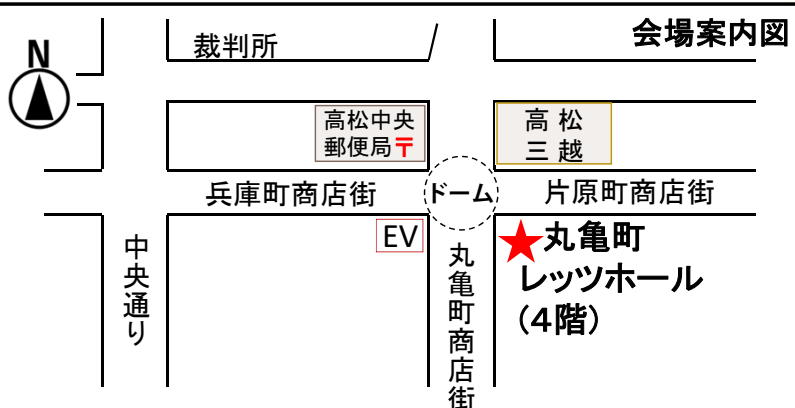 会場案内図
N
裁判所
高松中央
郵便局〒
高松
三越
兵庫町商店街
ドーム
片原町商店街
EV
中央通り
丸亀町商店街
★丸亀町
レッツホール
(4階)